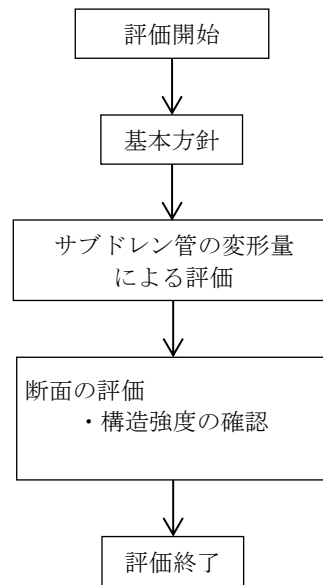 評価開始
基本方針
サブドレン管の変形量
による評価
断面の評価
・構造強度の確認
評価終了